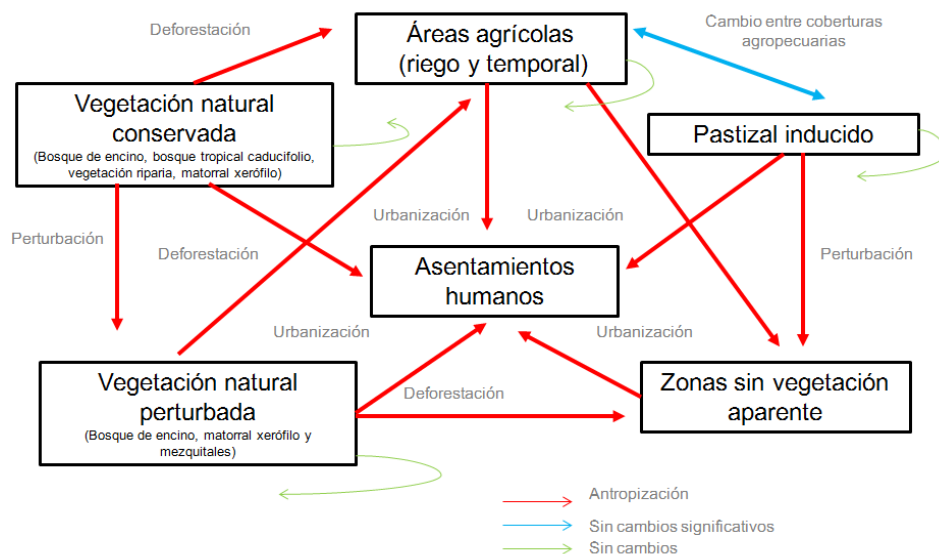 Deforestación
Áreas agrícolas
(riego y temporal)
Cambio entre coberturas
agropecuarias
Vegetación natural
conservada
(Bosque de encino, bosque tropical caducifolio,
vegetación riparia, matorral xerófilo)
Pastizal inducido
Perturbación
Deforestación
Urbanización
Urbanización
Perturbación
Asentamientos
humanos
Urbanización
Urbanización
Vegetación natural
perturbada
(Bosque de encino, matorral xerófilo y
mezquitales)
Deforestación
Zonas sin vegetación
aparente
Antropización
Sin cambios significativos
Sin cambios